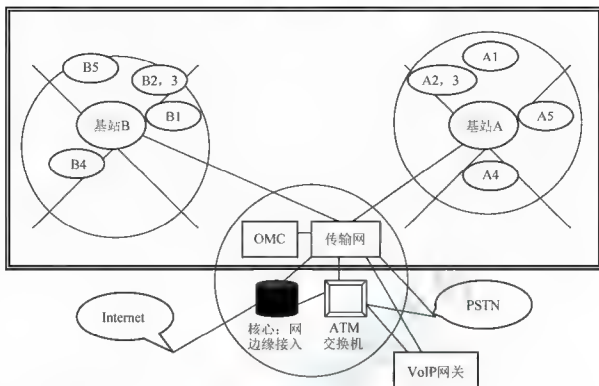 B5
B2，3
基站B
B1
B4
A1
A2，3
基站A
A5
A4
OMC
传输网
Internet
核心：网
边缘接入
ATM
交换机
PSTN
VoIP网关